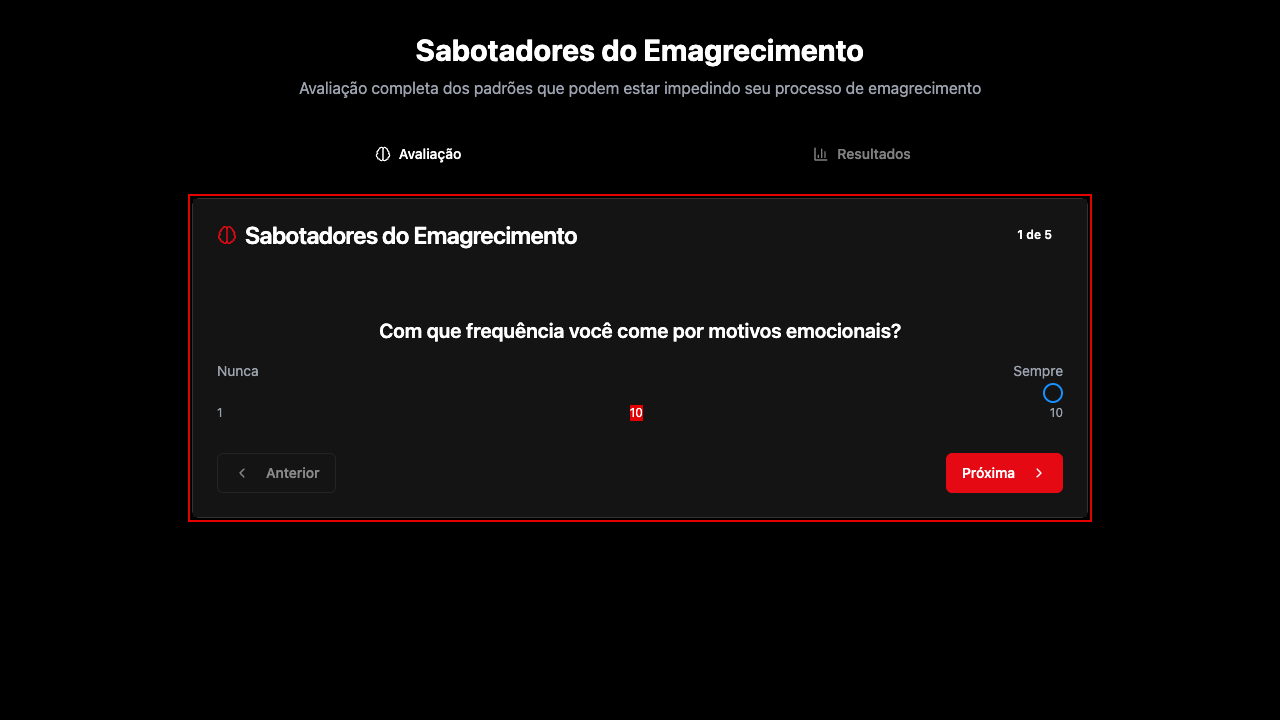 Sabotadores do Emagrecimento
Avaliação completa dos padrões que podem estar impedindo seu processo de emagrecimento
Avaliação
Resultados
Sabotadores do Emagrecimento
1 de 5
Com que frequência você come por motivos emocionais?
Nunca
Sempre
1
10
10
Anterior
Próxima